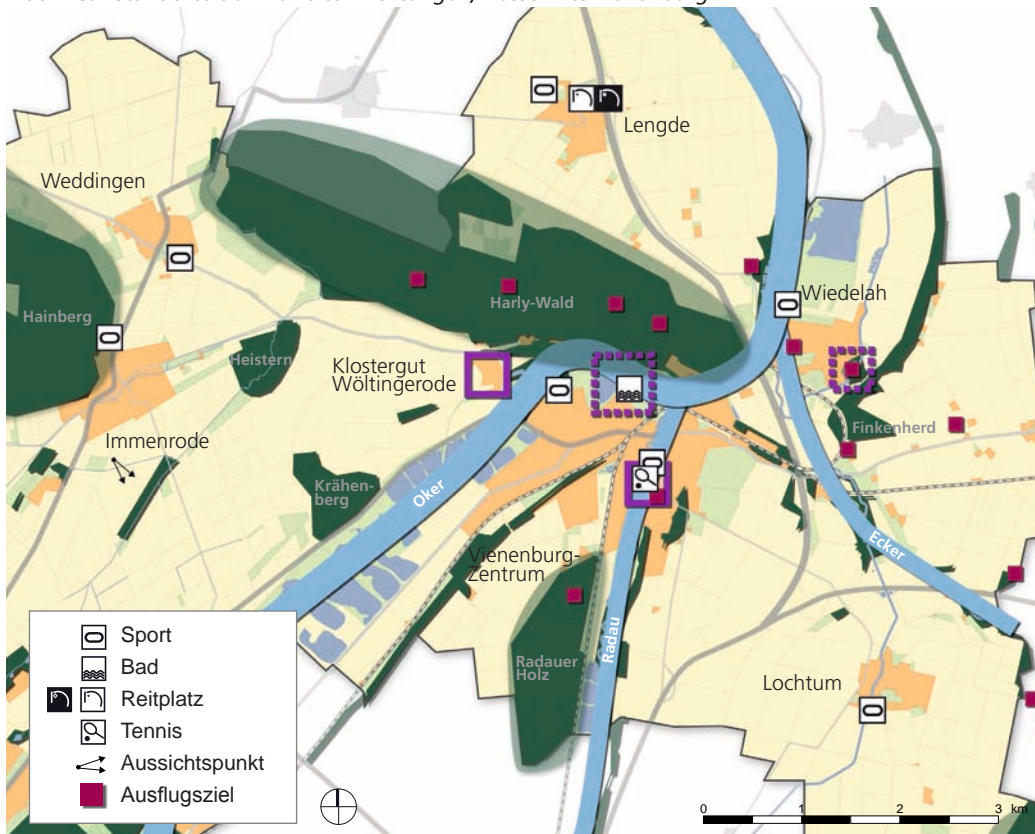 Lengde
Weddingen
Harly-Wald
Wiedelah
Hainberg
Heistern
Klostergut
Wöltingerode
Finkenherd
Immenrode
Krähen-
berg
Oker
Ecker
Vienenburg-
Zentrum
Radau
Radauer
Holz
Lochtum
Sport
Bad
Reitplatz
Tennis
Aussichtspunkt
Ausflugsziel
0 1 2 3 km